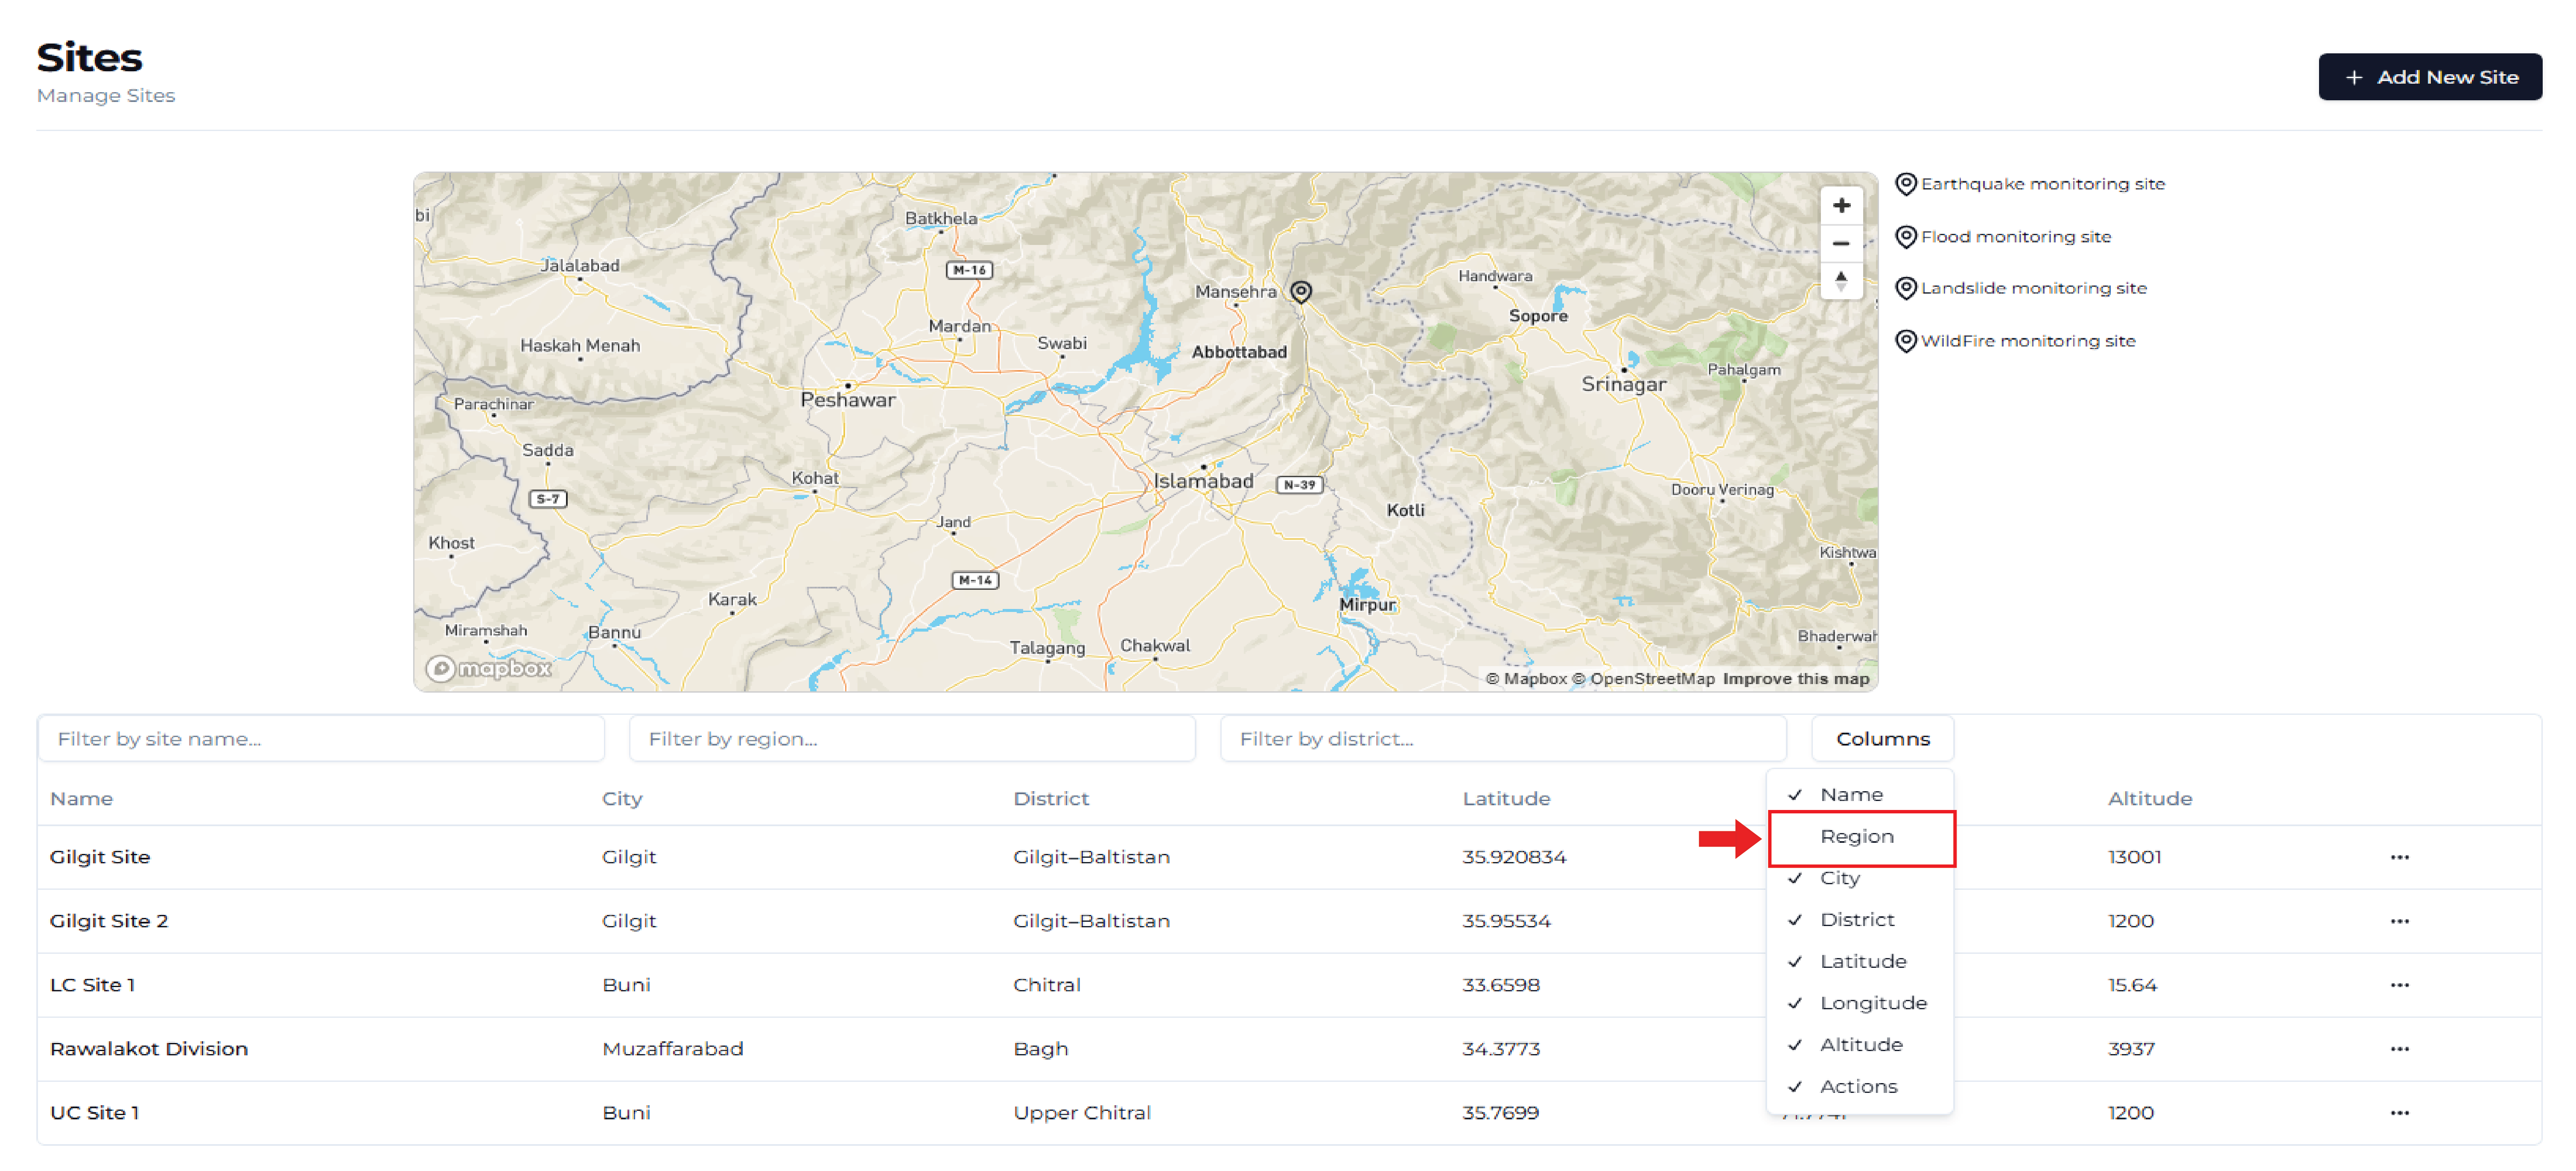 Sites
Manage Sites
+ Add New Site
Earthquake monitoring site
Flood monitoring site
Landslide monitoring site
WildFire monitoring site
bi
Batkhela
Jalalabad
M-16
Mansehra
Handwara
Sopore
Mardan
Swabi
Haskah Menah
Abbottabad
Pahalgam
Srinagar
Peshawar
Parachinar
Sadda
Kohat
Islamabad
N-39
S-7
Dooru Verinag
Kotli
Jand
Khost
Kishtwa
M-14
Karak
Mirpur
Miramshah
Bannu
Bhaderwah
Talagang
Chakwal
mapbox
© Mapbox © OpenStreetMap Improve this map
Filter by site name...
Filter by region...
Filter by district...
Columns
Name City District Latitude Altitude
Gilgit Site Gilgit Gilgit–Baltistan 35.920834 13001 ...
Gilgit Site 2 Gilgit Gilgit–Baltistan 35.95534 1200 ...
LC Site 1 Buni Chitral 33.6598 15.64 ...
Rawalakot Division Muzaffarabad Bagh 34.3773 3937 ...
UC Site 1 Buni Upper Chitral 35.7699 1200 ...
✓ Name
Region
✓ City
✓ District
✓ Latitude
✓ Longitude
✓ Altitude
✓ Actions